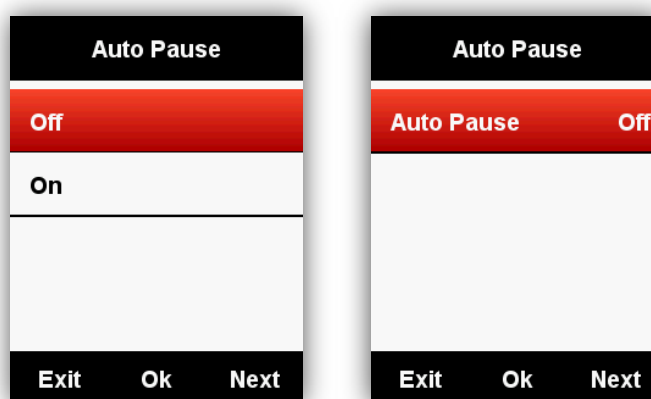 Auto Pause
Off
On
Exit Ok Next
Auto Pause
Auto Pause Off
Exit Ok Next